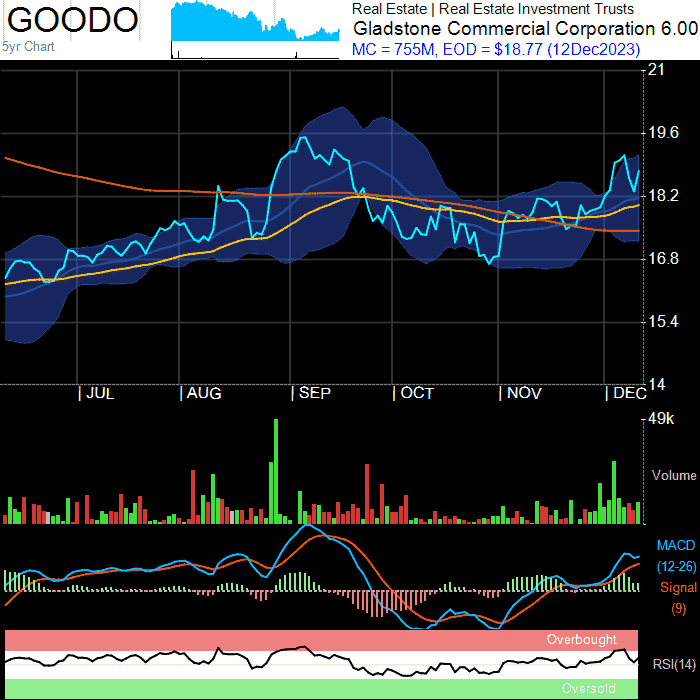 GOODO
5yr Chart
Real Estate | Real Estate Investment Trusts
Gladstone Commercial Corporation 6.00
MC = 755M, EOD = $18.77 (12Dec2023)
21
19.6
18.2
16.8
15.4
14
| JUL | AUG | SEP | OCT | NOV | DEC
49k
Volume
MACD
(12-26)
Signal
(9)
Overbought
RSI(14)
Oversold